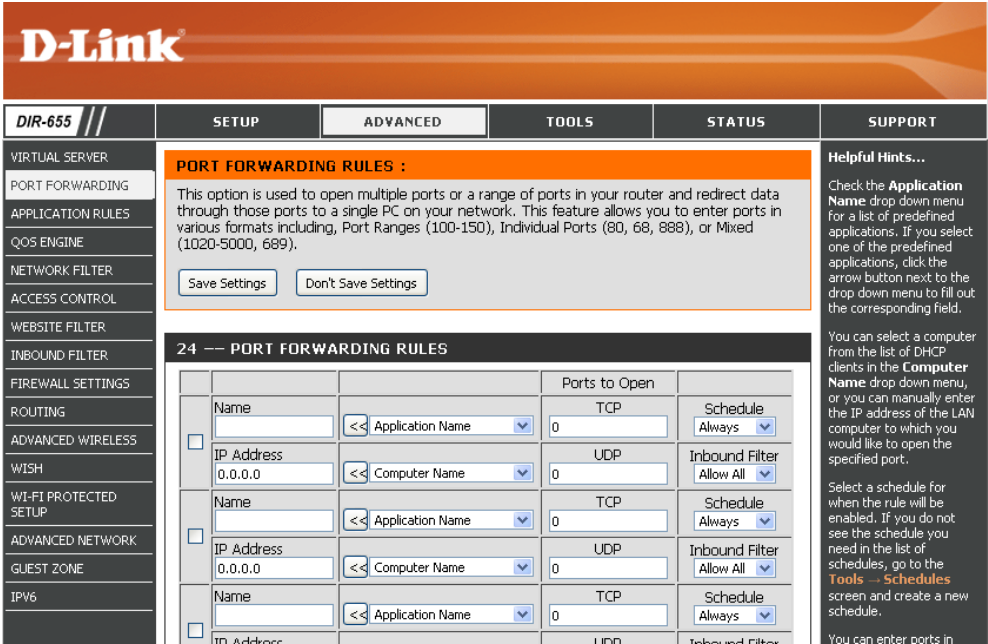 D-Link
DIR-655
SETUP
ADVANCED
TOOLS
STATUS
SUPPORT
VIRTUAL SERVER
PORT FORWARDING
APPLICATION RULES
QOS ENGINE
NETWORK FILTER
ACCESS CONTROL
WEBSITE FILTER
INBOUND FILTER
FIREWALL SETTINGS
ROUTING
ADVANCED WIRELESS
WISH
WI-FI PROTECTED
SETUP
ADVANCED NETWORK
GUEST ZONE
IPV6
PORT FORWARDING RULES :
This option is used to open multiple ports or a range of ports in your router and redirect data
through those ports to a single PC on your network. This feature allows you to enter ports in
various formats including, Port Ranges (100-150), Individual Ports (80, 68, 888), or Mixed
(1020-5000, 689).
Save Settings
Don't Save Settings
24 -- PORT FORWARDING RULES
Ports to Open
Name
<< Application Name
TCP
0
Schedule
Always
IP Address
0.0.0.0
<< Computer Name
UDP
0
Inbound Filter
Allow All
Name
<< Application Name
TCP
0
Schedule
Always
IP Address
0.0.0.0
<< Computer Name
UDP
0
Inbound Filter
Allow All
Name
<< Application Name
TCP
0
Schedule
Always
IP Address
UDP
Inbound Filter
Helpful Hints...
Check the Application
Name drop down menu
for a list of predefined
applications. If you select
one of the predefined
applications, click the
arrow button next to the
drop down menu to fill out
the corresponding field.
You can select a computer
from the list of DHCP
clients in the Computer
Name drop down menu,
or you can manually enter
the IP address of the LAN
computer to which you
would like to open the
specified port.
Select a schedule for
when the rule will be
enabled. If you do not
see the schedule you
need in the list of
schedules, go to the
Tools → Schedules
screen and create a new
schedule.
You can enter ports in